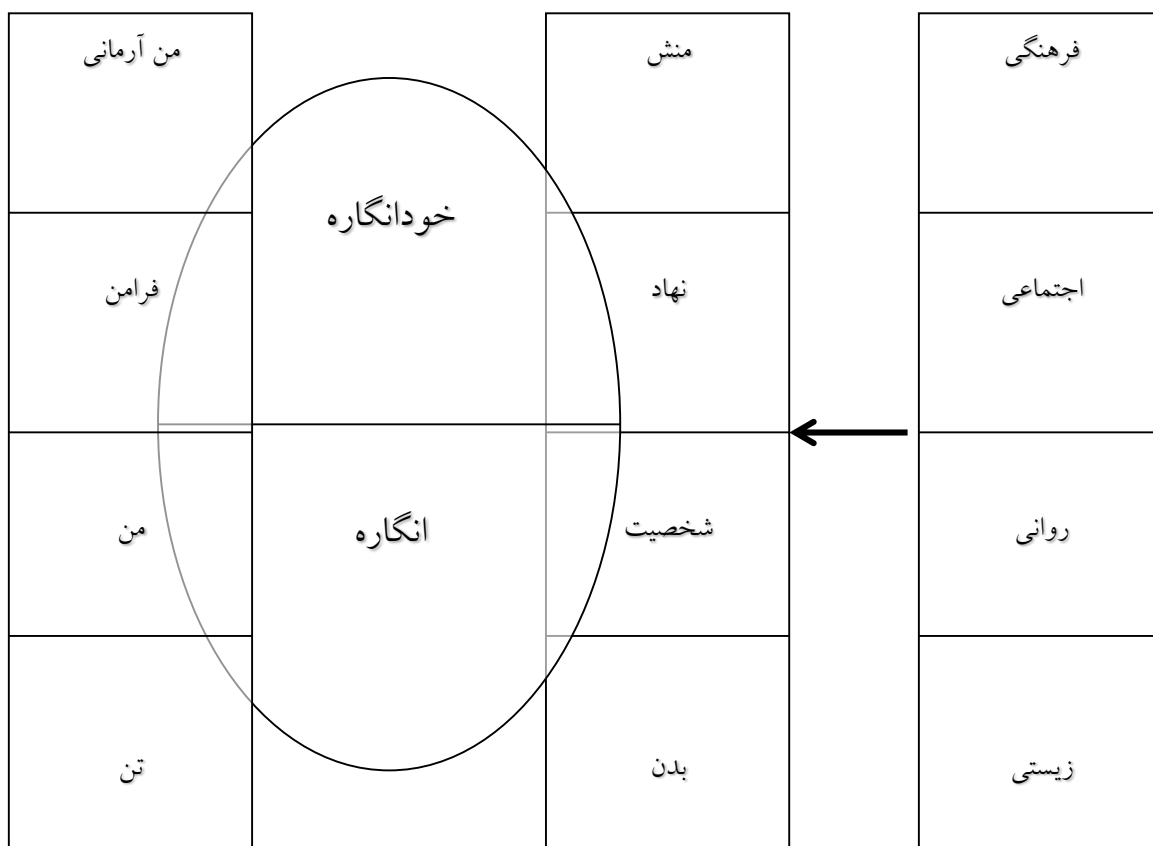 فرهنگی
منش
من آرمانی
خودانگاره
اجتماعی
نهاد
فرامن
روانی
شخصیت
انگاره
من
زیستی
بدن
تن